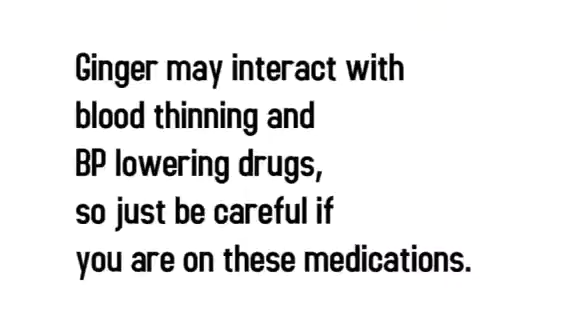 Ginger may interact with
blood thinning and
BP lowering drugs,
so just be careful if
you are on these medications.